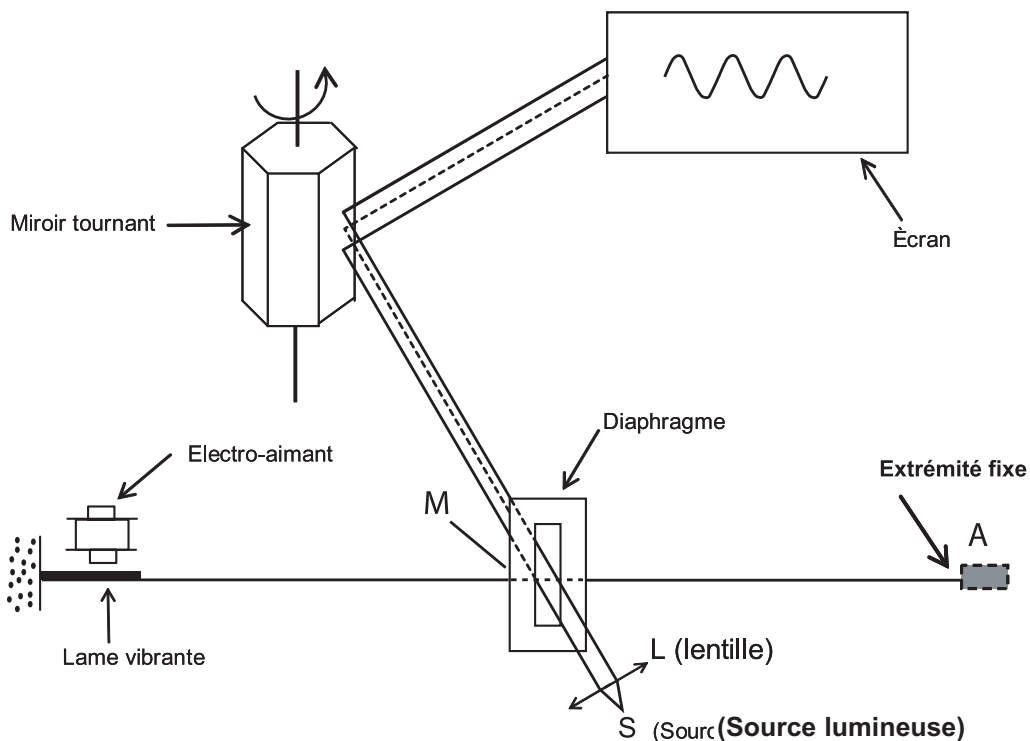 Miroir tournant
Ècran
Diaphragme
Electro-aimant
Extrémité fixe
M
A
Lame vibrante
L (lentille)
S (Sourc(Source lumineuse)